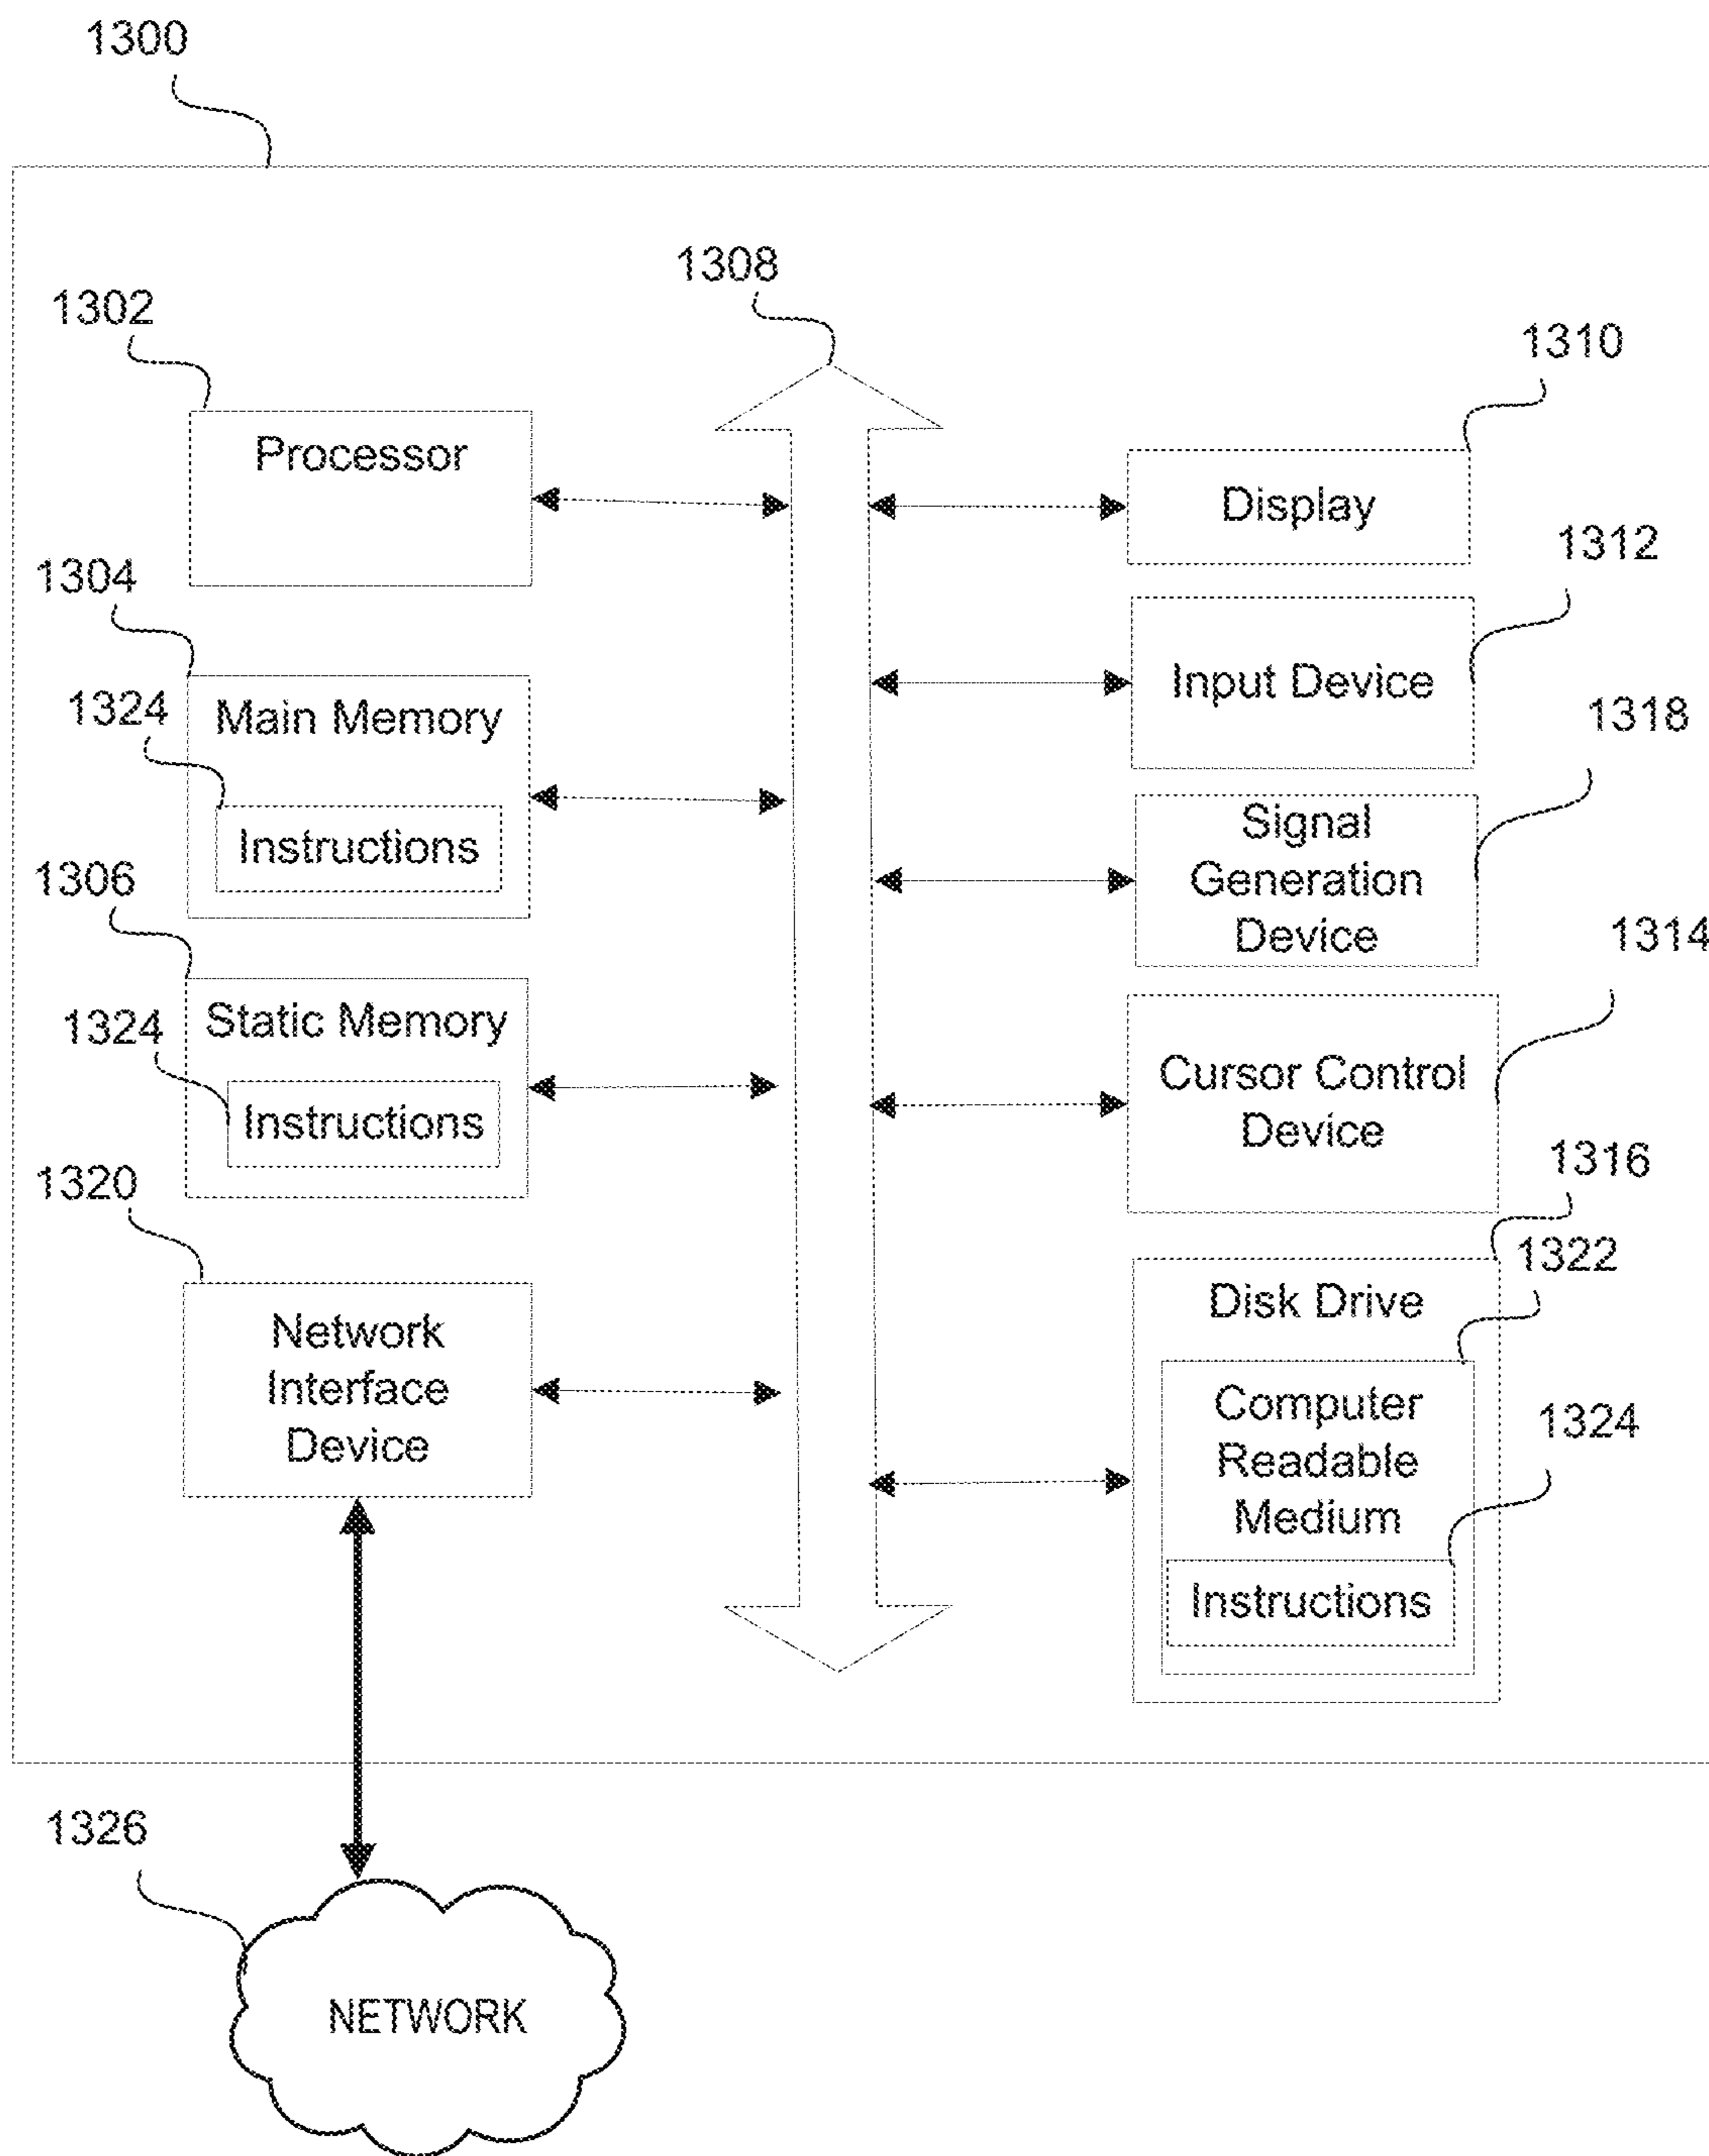 1300
1308
1302
1310
Processor
Display
1312
1304
Input Device
1324
Main Memory
1318
Instructions
Signal
Generation
Device
1306
1314
Static Memory
1324
Instructions
Cursor Control
Device
1316
1320
1322
Disk Drive
Network
Interface
Device
Computer
Readable
Medium
1324
Instructions
1326
NETWORK